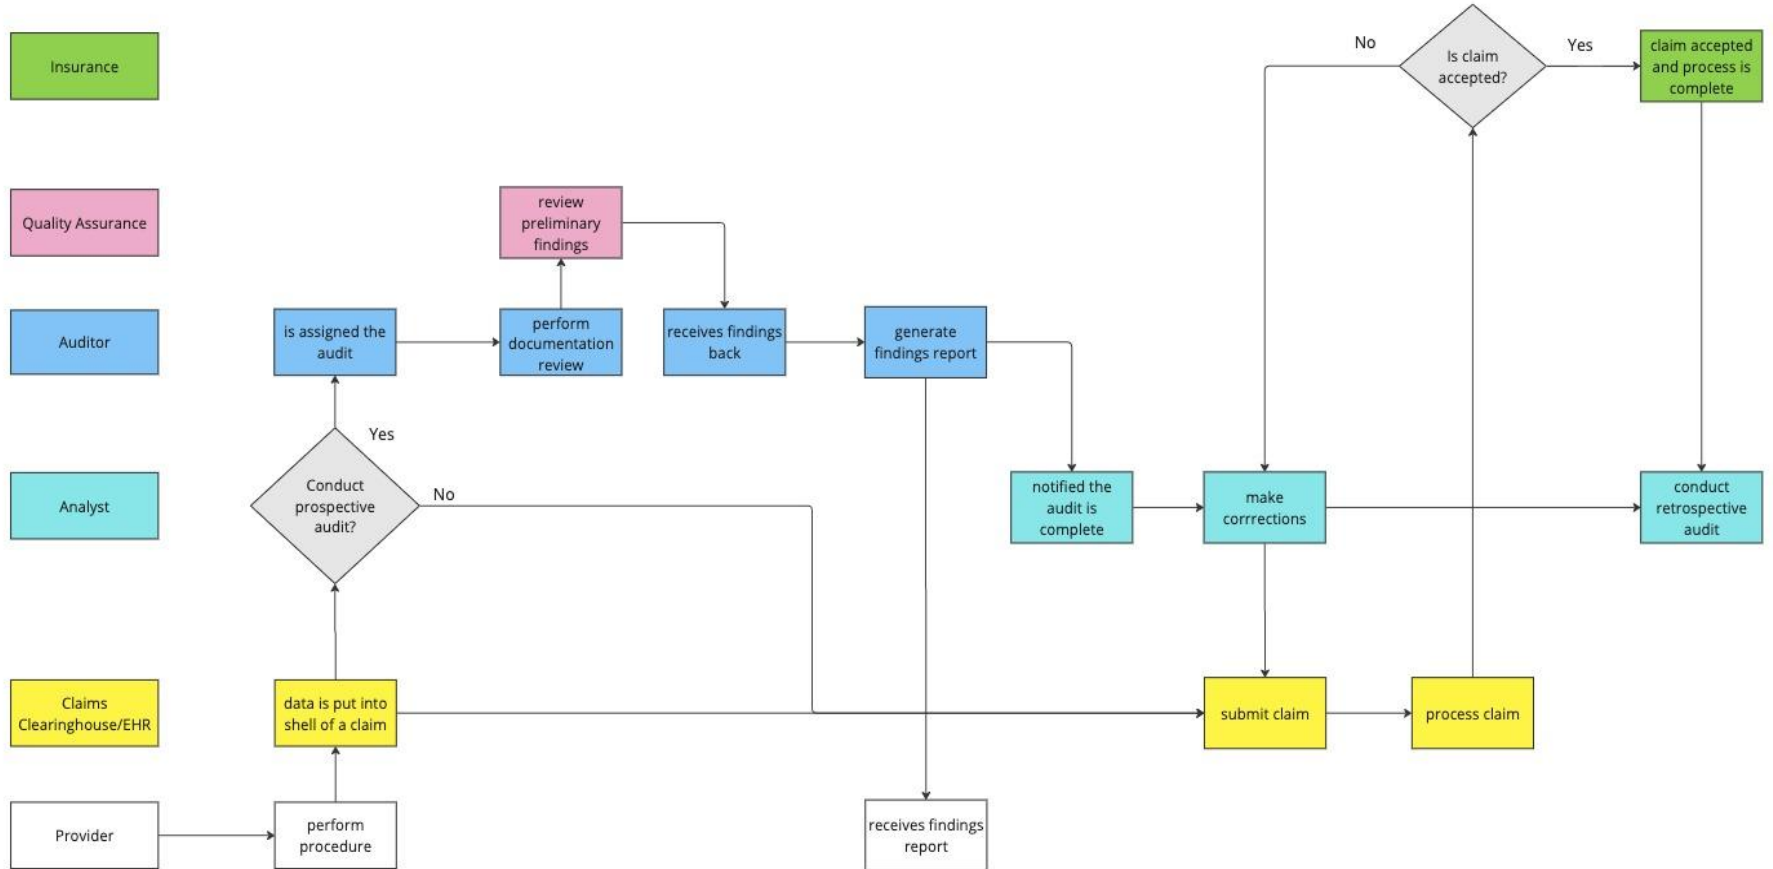 No
Is claim
accepted?
Yes
claim accepted
and process is
complete
Insurance
Quality Assurance
review
preliminary
findings
Auditor
is assigned the
audit
perform
documentation
review
receives findings
back
generate
findings report
Yes
Conduct
prospective
audit?
No
Analyst
notified the
audit is
complete
make
corrrections
conduct
retrospective
audit
Claims
Clearinghouse/EHR
data is put into
shell of a claim
submit claim
process claim
Provider
perform
procedure
receives findings
report